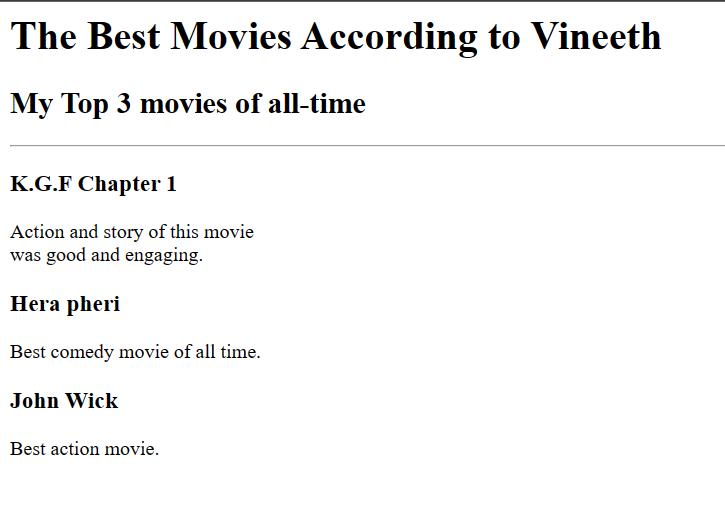 The Best Movies According to Vineeth
My Top 3 movies of all-time
K.G.F Chapter 1
Action and story of this movie
was good and engaging.
Hera pheri
Best comedy movie of all time.
John Wick
Best action movie.